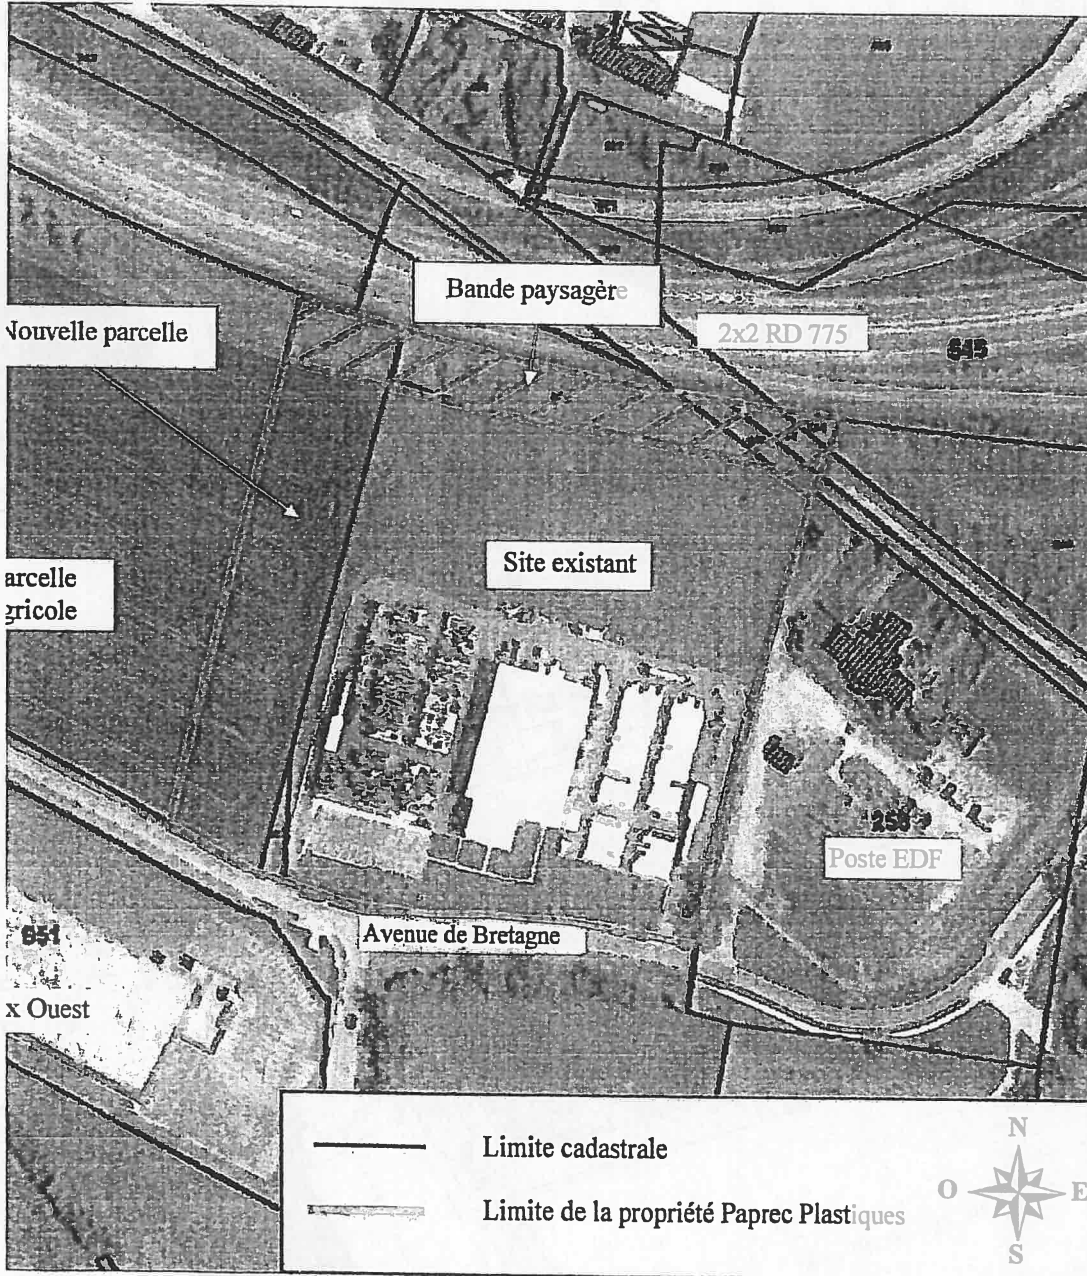 Bande paysagère
Nouvelle parcelle
2x2 RD 775
645
Site existant
arcelle
gricole
Poste EDF
651
Avenue de Bretagne
x Ouest
Limite cadastrale
Limite de la propriété Paprec Plastiques
N
O
E
S